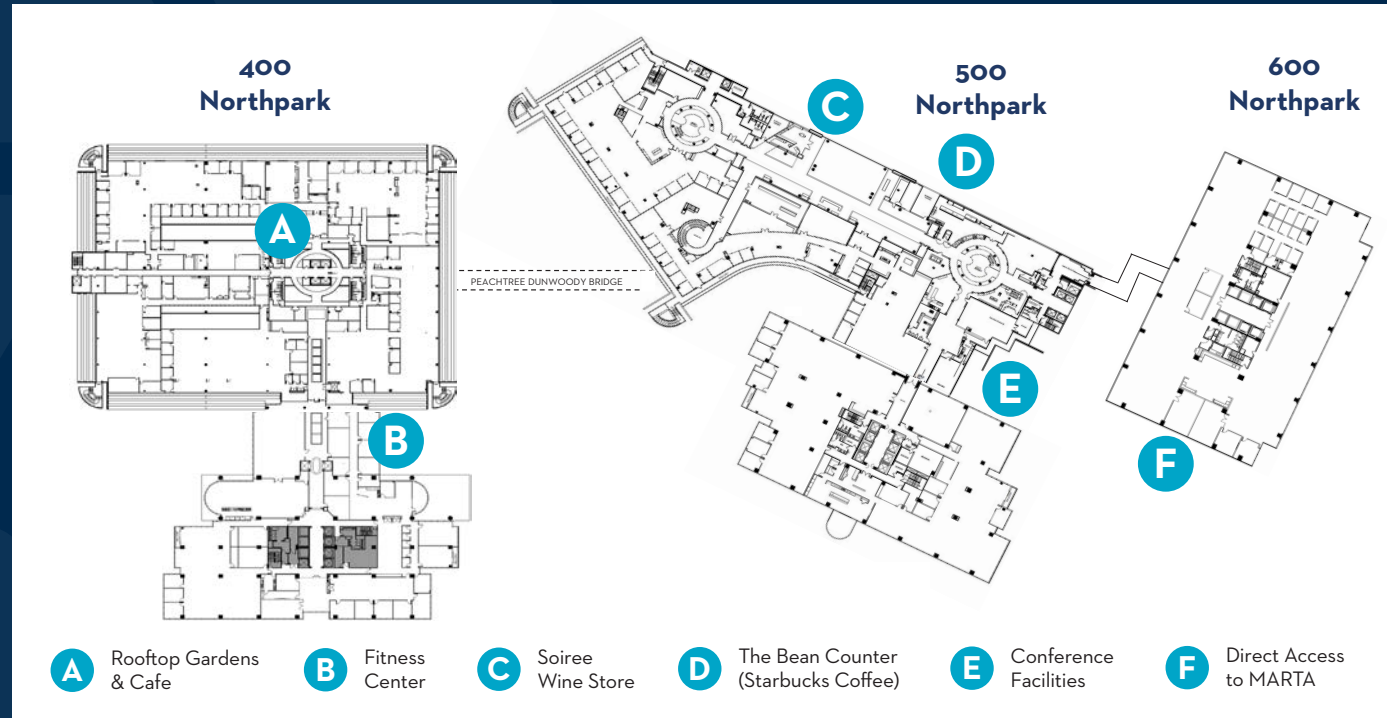 400
Northpark
500
Northpark
600
Northpark
A
B
C
D
E
F
PEACHTREE DUNWOODY BRIDGE
A Rooftop Gardens
& Cafe
B Fitness
Center
C Soiree
Wine Store
D The Bean Counter
(Starbucks Coffee)
E Conference
Facilities
F Direct Access
to MARTA